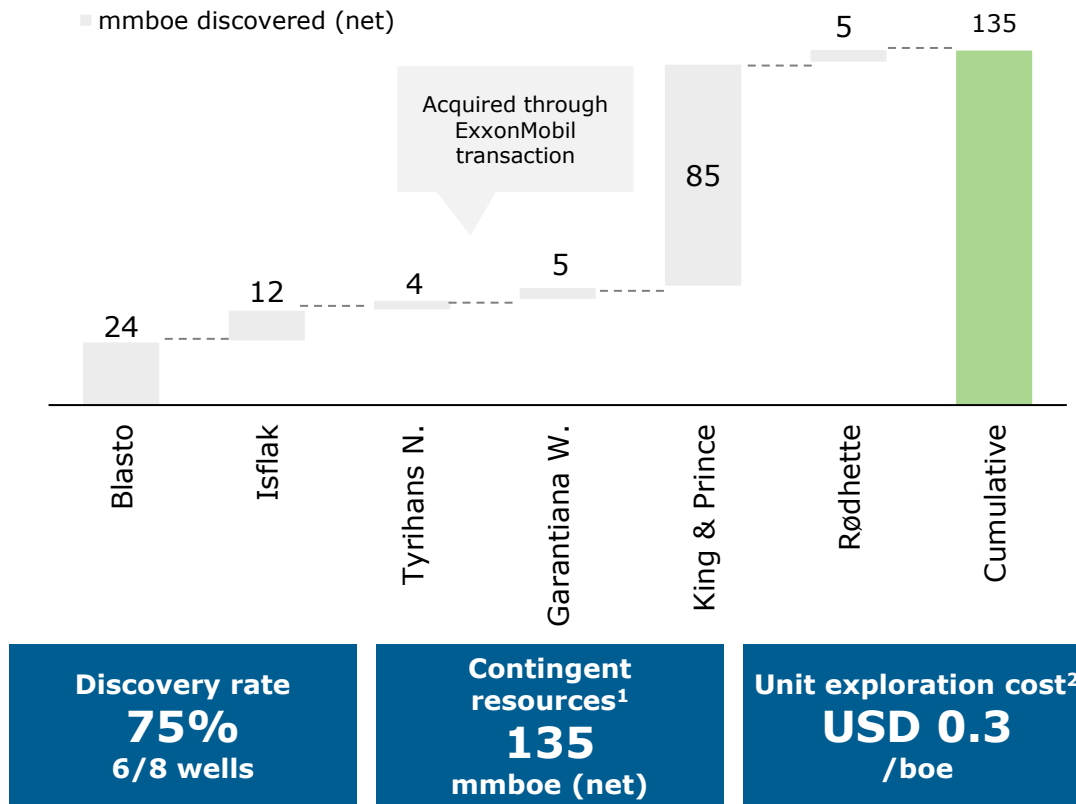 mmboe discovered (net)
135
5
Acquired through
ExxonMobil
transaction
85
5
4
12
24
Blasto
Isflak
Tyrihans N.
Garantiana W.
King & Prince
Rødhette
Cumulative
Discovery rate
75%
6/8 wells
Contingent
resources¹
135
mmboe (net)
Unit exploration cost²
USD 0.3
/boe